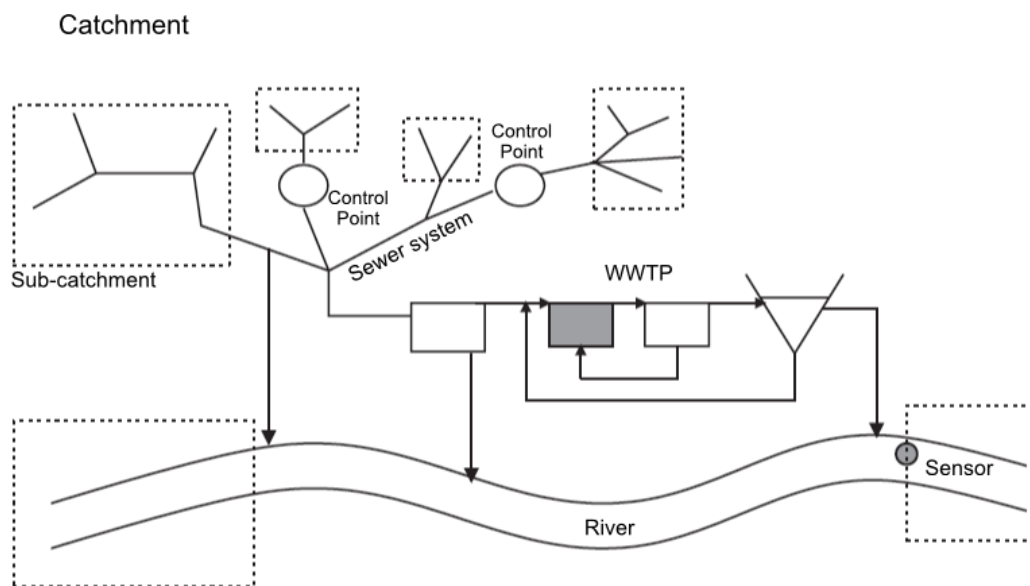 Catchment
Control
Point
Control
Point
Sewer system
Sub-catchment
WWTP
Sensor
River